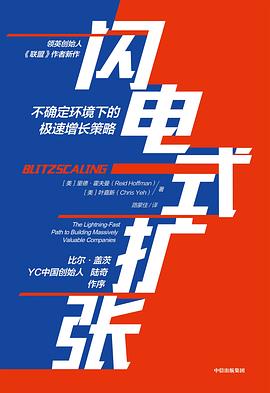 领英创始人
《联盟》作者新作
闪电式扩张
不确定环境下的
极速增长策略
BLITZSCALING
［美］里德·霍夫曼（Reid Hoffman）
［美］叶嘉新（Chris Yeh）/ 著
路蒙佳 / 译
The Lightning-Fast
Path to Building Massively
Valuable Companies
比尔·盖茨
YC中国创始人 陆奇
作序
中信出版集团